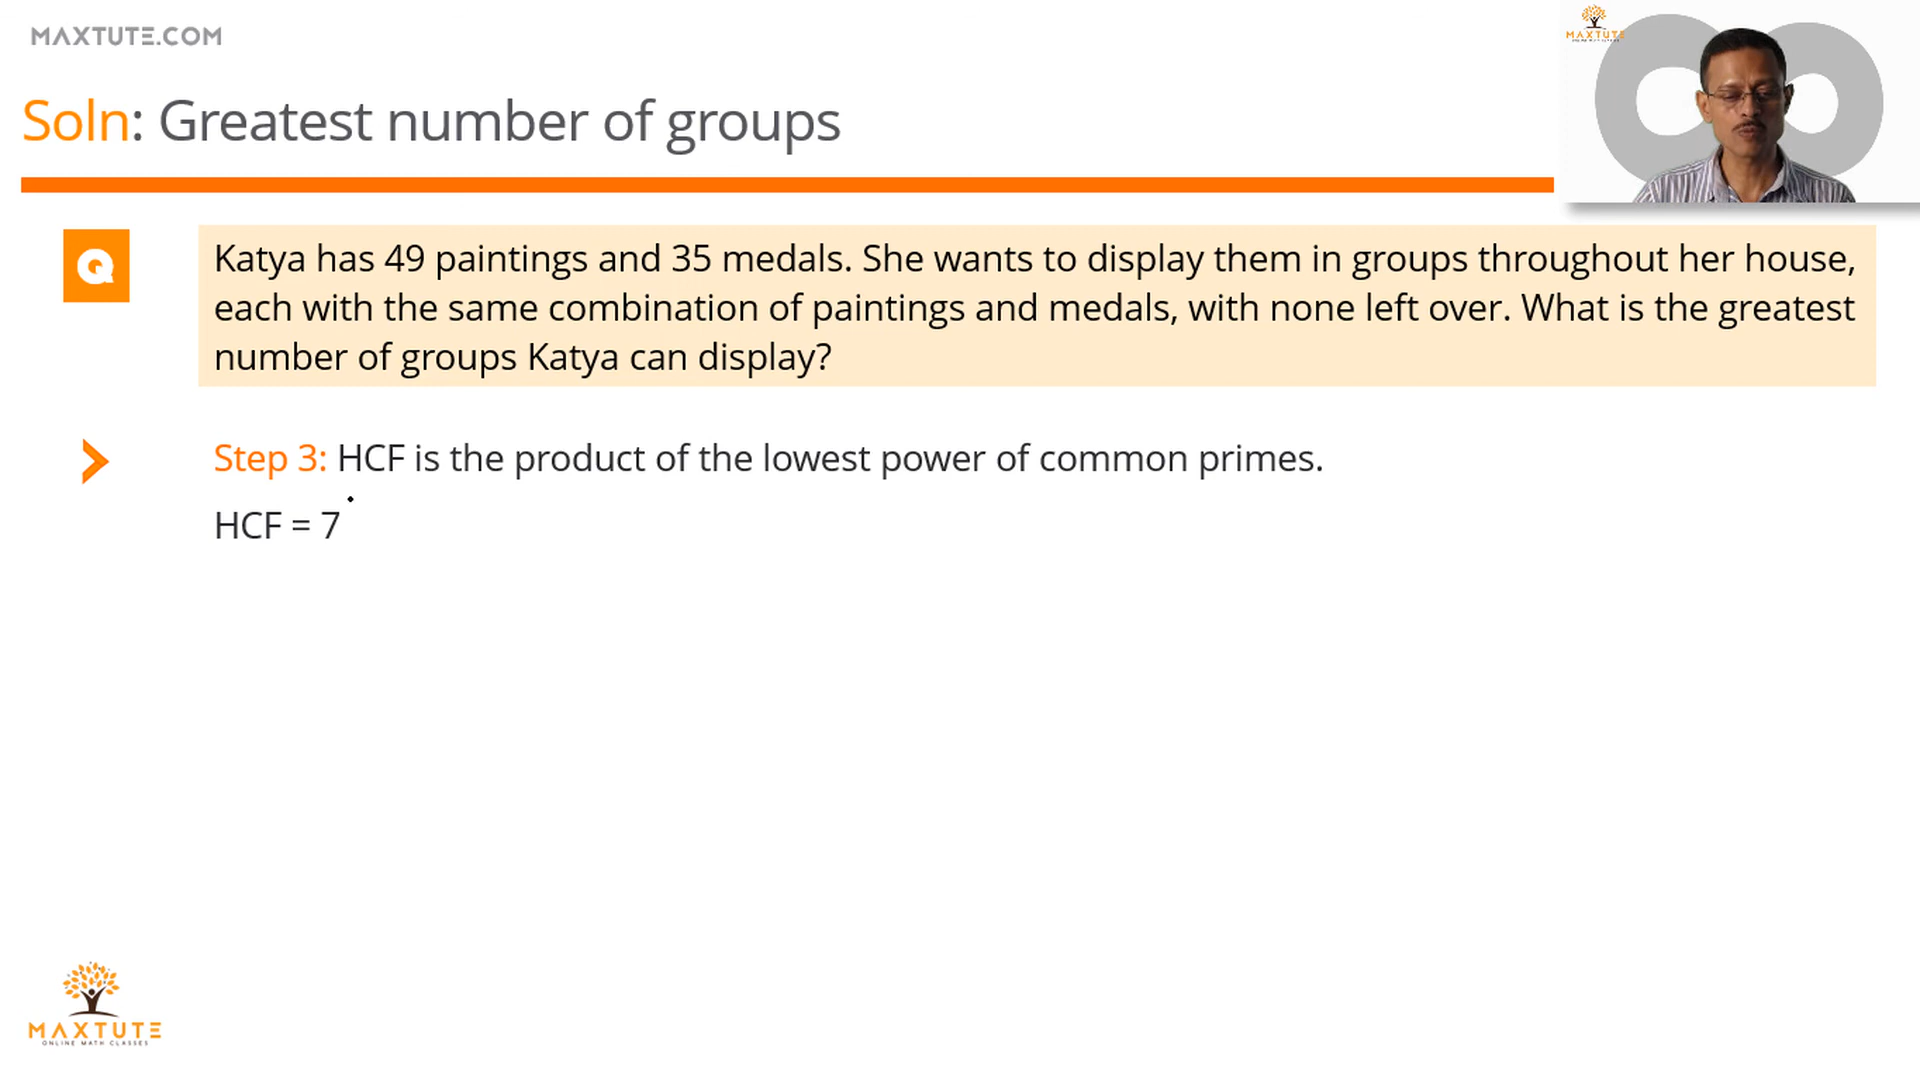 MAXTUTE.COM
MAXTUTE
Soln: Greatest number of groups
Q
Katya has 49 paintings and 35 medals. She wants to display them in groups throughout her house,
each with the same combination of paintings and medals, with none left over. What is the greatest
number of groups Katya can display?
Step 3: HCF is the product of the lowest power of common primes.
HCF = 7
MAXTUTE
ONLINE MATH CLASSES